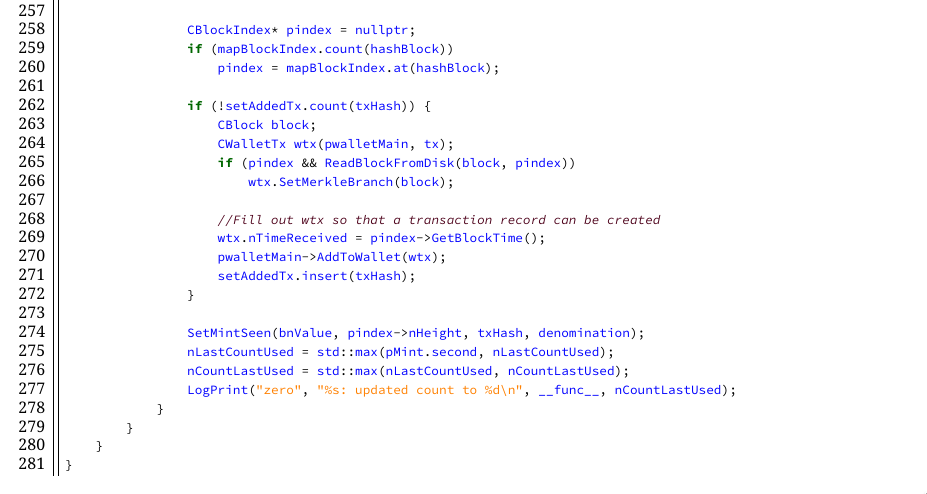 257
258                 CBlockIndex* pindex = nullptr;
259                 if (mapBlockIndex.count(hashBlock))
260                     pindex = mapBlockIndex.at(hashBlock);
261
262                 if (!setAddedTx.count(txHash)) {
263                     CBlock block;
264                     CWalletTx wtx(pwalletMain, tx);
265                     if (pindex && ReadBlockFromDisk(block, pindex))
266                         wtx.SetMerkleBranch(block);
267
268                     //Fill out wtx so that a transaction record can be created
269                     wtx.nTimeReceived = pindex->GetBlockTime();
270                     pwalletMain->AddToWallet(wtx);
271                     setAddedTx.insert(txHash);
272                 }
273
274                 SetMintSeen(bnValue, pindex->nHeight, txHash, denomination);
275                 nLastCountUsed = std::max(pMint.second, nLastCountUsed);
276                 nCountLastUsed = std::max(nLastCountUsed, nCountLastUsed);
277                 LogPrint("zero", "%s: updated count to %d\n", __func__, nCountLastUsed);
278             }
279         }
280     }
281 }